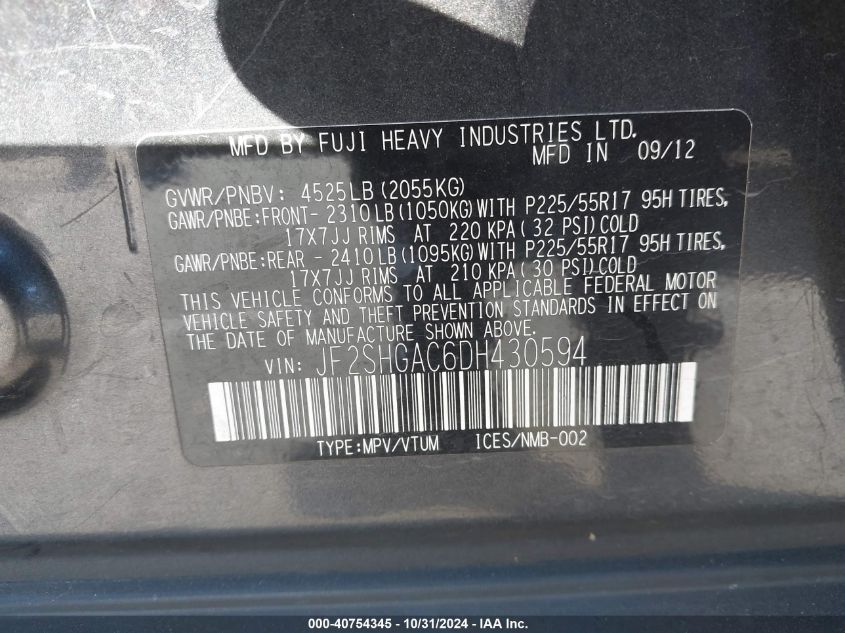 MFD BY FUJI HEAVY INDUSTRIES LTD.
MFD IN 09/12
GVWR/PNBV: 4525LB(2055KG)
GAWR/PNBE:FRONT- 2310LB(1050KG)WITH P225/55R17 95H TIRES,
17X7JJ RIMS AT 220 KPA(32 PSI)COLD
GAWR/PNBE:REAR - 2410LB(1095KG)WITH P225/55R17 95H TIRES,
17X7JJ RIMS AT 210 KPA(30 PSI)COLD
THIS VEHICLE CONFORMS TO ALL APPLICABLE FEDERAL MOTOR
VEHICLE SAFETY AND THEFT PREVENTION STANDARDS IN EFFECT ON
THE DATE OF MANUFACTURE SHOWN ABOVE.
VIN: JF2SHGAC6DH430594
TYPE:MPV/VTUM ICES/NMB-002
000-40754345 - 10/31/2024 - IAA Inc.